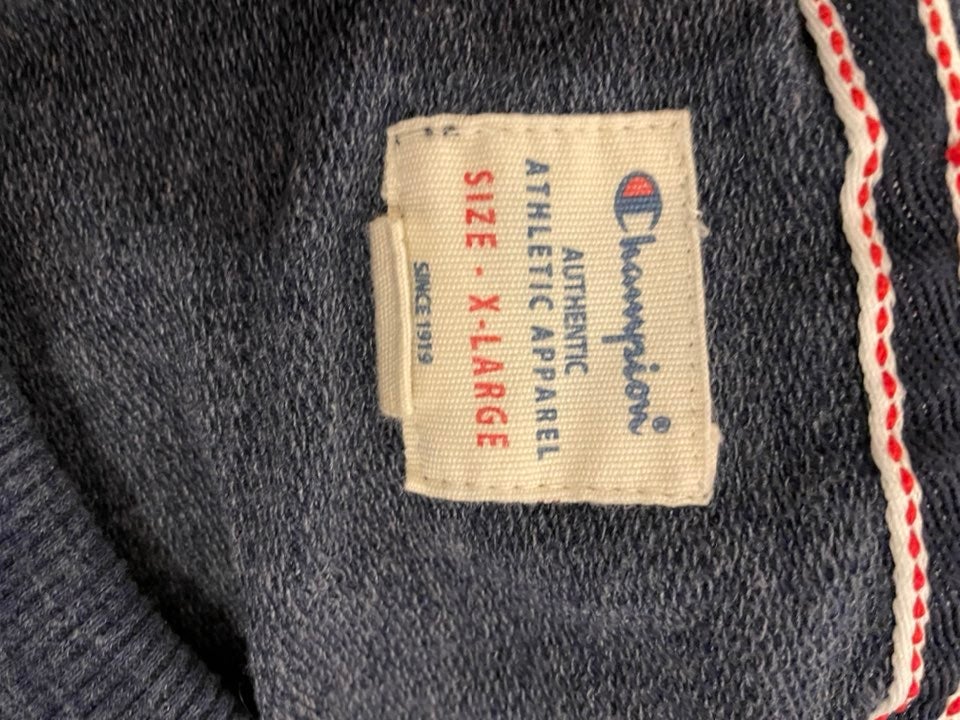 Champion®
AUTHENTIC
ATHLETIC APPAREL
SIZE - X-LARGE
SINCE 1919